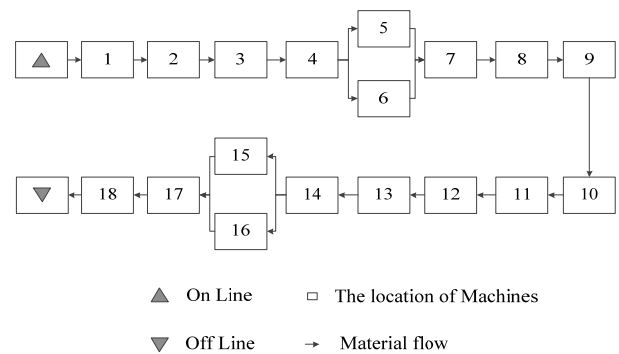 5
1 2 3 4 7 8 9
6
15
18 17 14 13 12 11 10
16
On Line The location of Machines
Off Line Material flow